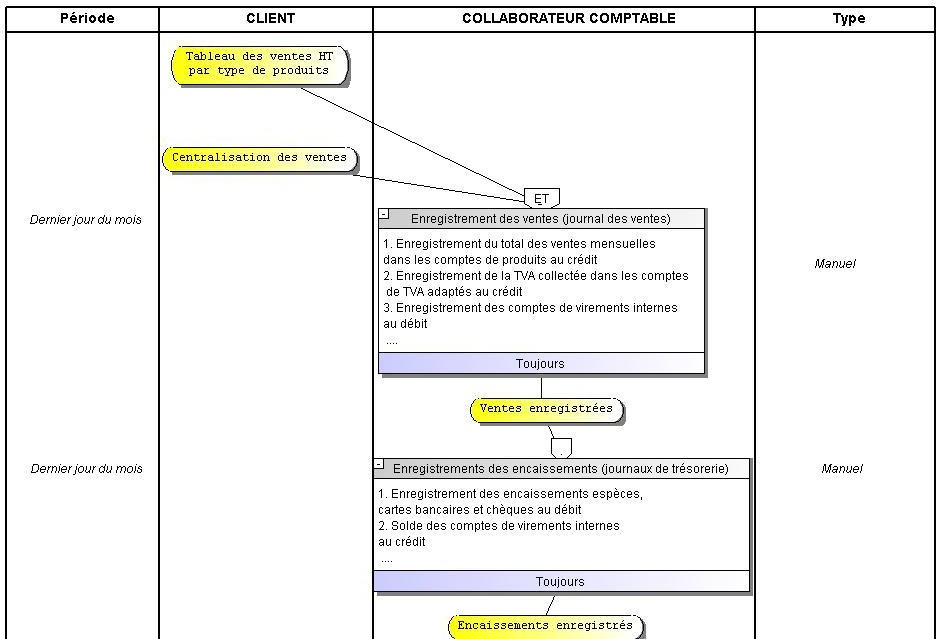 Période
CLIENT
COLLABORATEUR COMPTABLE
Type
Tableau des ventes HT
par type de produits
Centralisation des ventes
ET
Dernier jour du mois
- Enregistrement des ventes (journal des ventes)
1. Enregistrement du total des ventes mensuelles
dans les comptes de produits au crédit
2. Enregistrement de la TVA collectée dans les comptes
de TVA adaptés au crédit
3. Enregistrement des comptes de virements internes
au débit
....
Toujours
Manuel
Ventes enregistrées
.
Dernier jour du mois
- Enregistrements des encaissements (journaux de trésorerie)
1. Enregistrement des encaissements espèces,
cartes bancaires et chèques au débit
2. Solde des comptes de virements internes
au crédit
....
Toujours
Manuel
Encaissements enregistrés